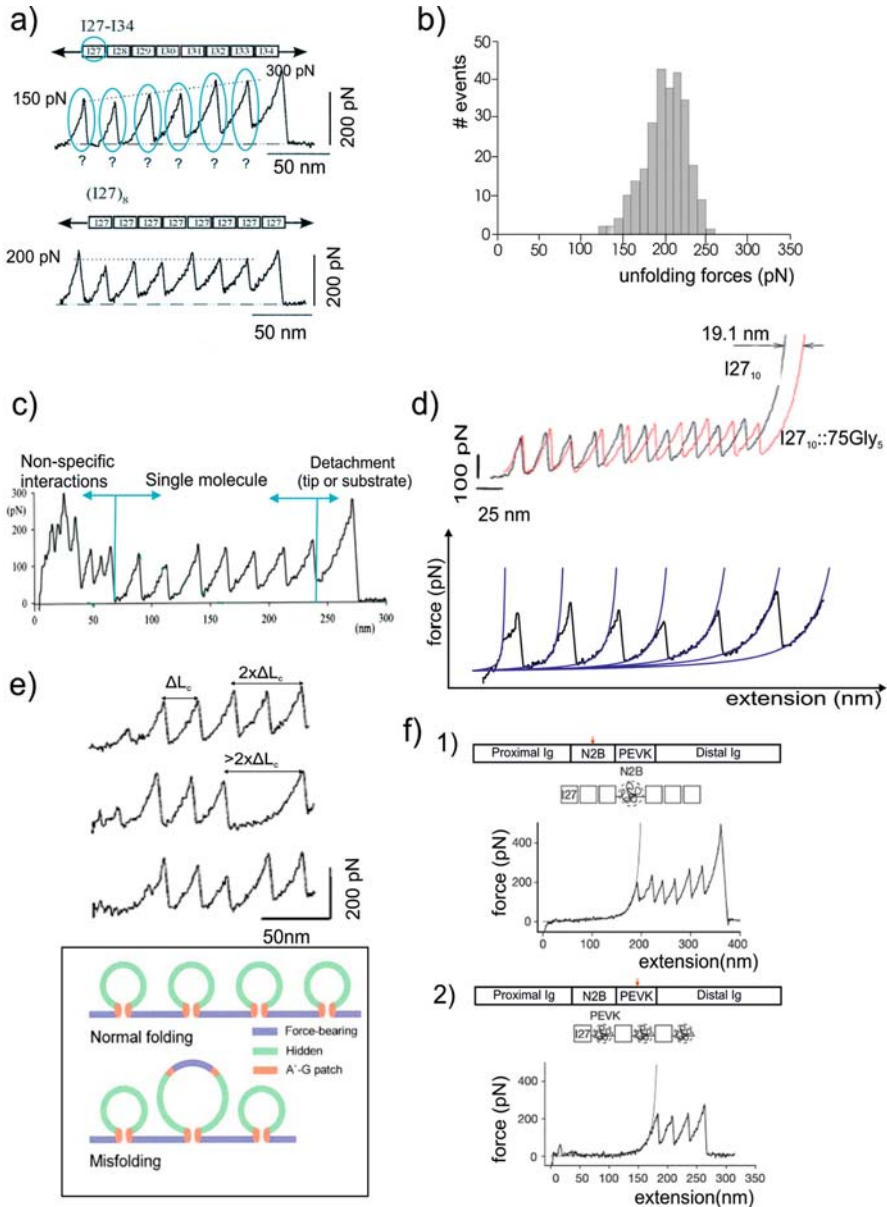 a)
I27-I34
I27 I28 I29 I30 I31 I32 I33 I34
150 pN
300 pN
200 pN
? ? ? ? ? ?
50 nm
(I27)8
I27 I27 I27 I27 I27 I27 I27 I27
200 pN
200 pN
50 nm
b)
# events
50
40
30
20
10
0
0 50 100 150 200 250 300 350
unfolding forces (pN)
c)
Non-specific
interactions
Single molecule
Detachment
(tip or substrate)
300
(pN)
200
100
0
0 50 100 150 200 250 300
(nm)
d)
19.1 nm
I27₁₀
I27₁₀::75Gly₅
100 pN
25 nm
force (pN)
extension (nm)
e)
ΔLc
2xΔLc
>2xΔLc
200 pN
50nm
Normal folding
Force-bearing
Hidden
A´-G patch
Misfolding
f)
1)
Proximal Ig N2B PEVK Distal Ig
N2B
I27
force (pN)
400
200
0
0 100 200 300 400
extension(nm)
2)
Proximal Ig N2B PEVK Distal Ig
PEVK
I27
force (pN)
400
200
0
0 50 100 150 200 250 300 350
extension(nm)